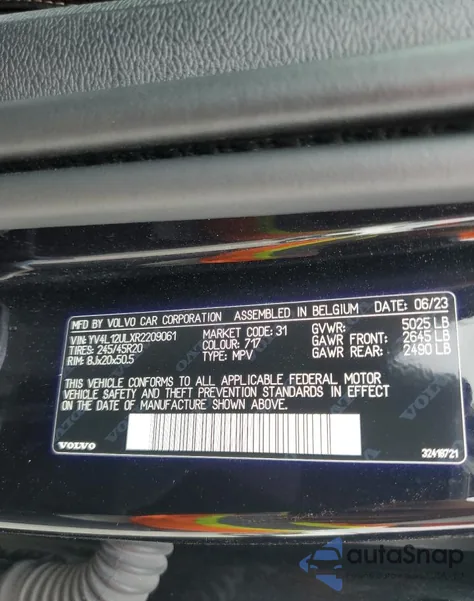 MFD BY VOLVO CAR CORPORATION ASSEMBLED IN BELGIUM DATE: 06/23
VIN: YV4L12ULXR2209061 MARKET CODE: 31 GVWR: 5025 LB
TIRES: 245/45R20 COLOUR: 717 GAWR FRONT: 2645 LB
RIM: 8Jx20x50.5 TYPE: MPV GAWR REAR: 2490 LB
THIS VEHICLE CONFORMS TO ALL APPLICABLE FEDERAL MOTOR
VEHICLE SAFETY AND THEFT PREVENTION STANDARDS IN EFFECT
ON THE DATE OF MANUFACTURE SHOWN ABOVE.
VOLVO 32419721
autoSnap